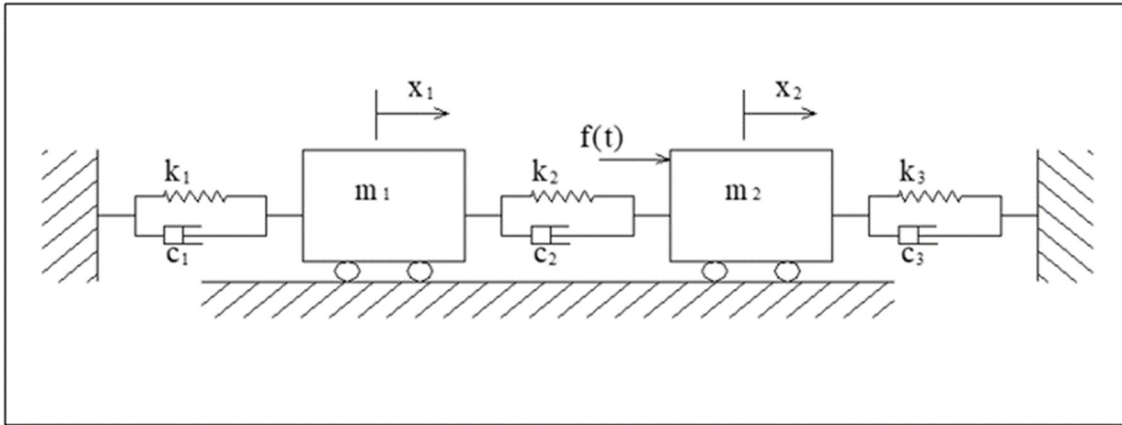 x₁
x₂
f(t)
k₁
m₁
k₂
m₂
k₃
c₁
c₂
c₃